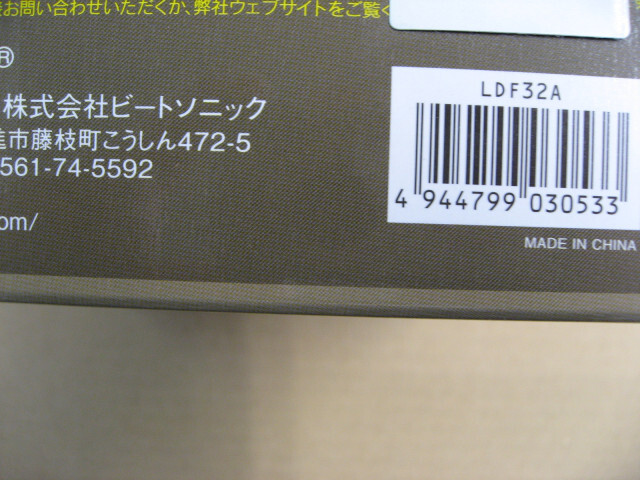 お問い合わせいただくか、弊社ウェブサイトをご覧く
®
株式会社ビートソニック
進市藤枝町こうしん472-5
561-74-5592
om/
LDF32A
4 944799 030533
MADE IN CHINA